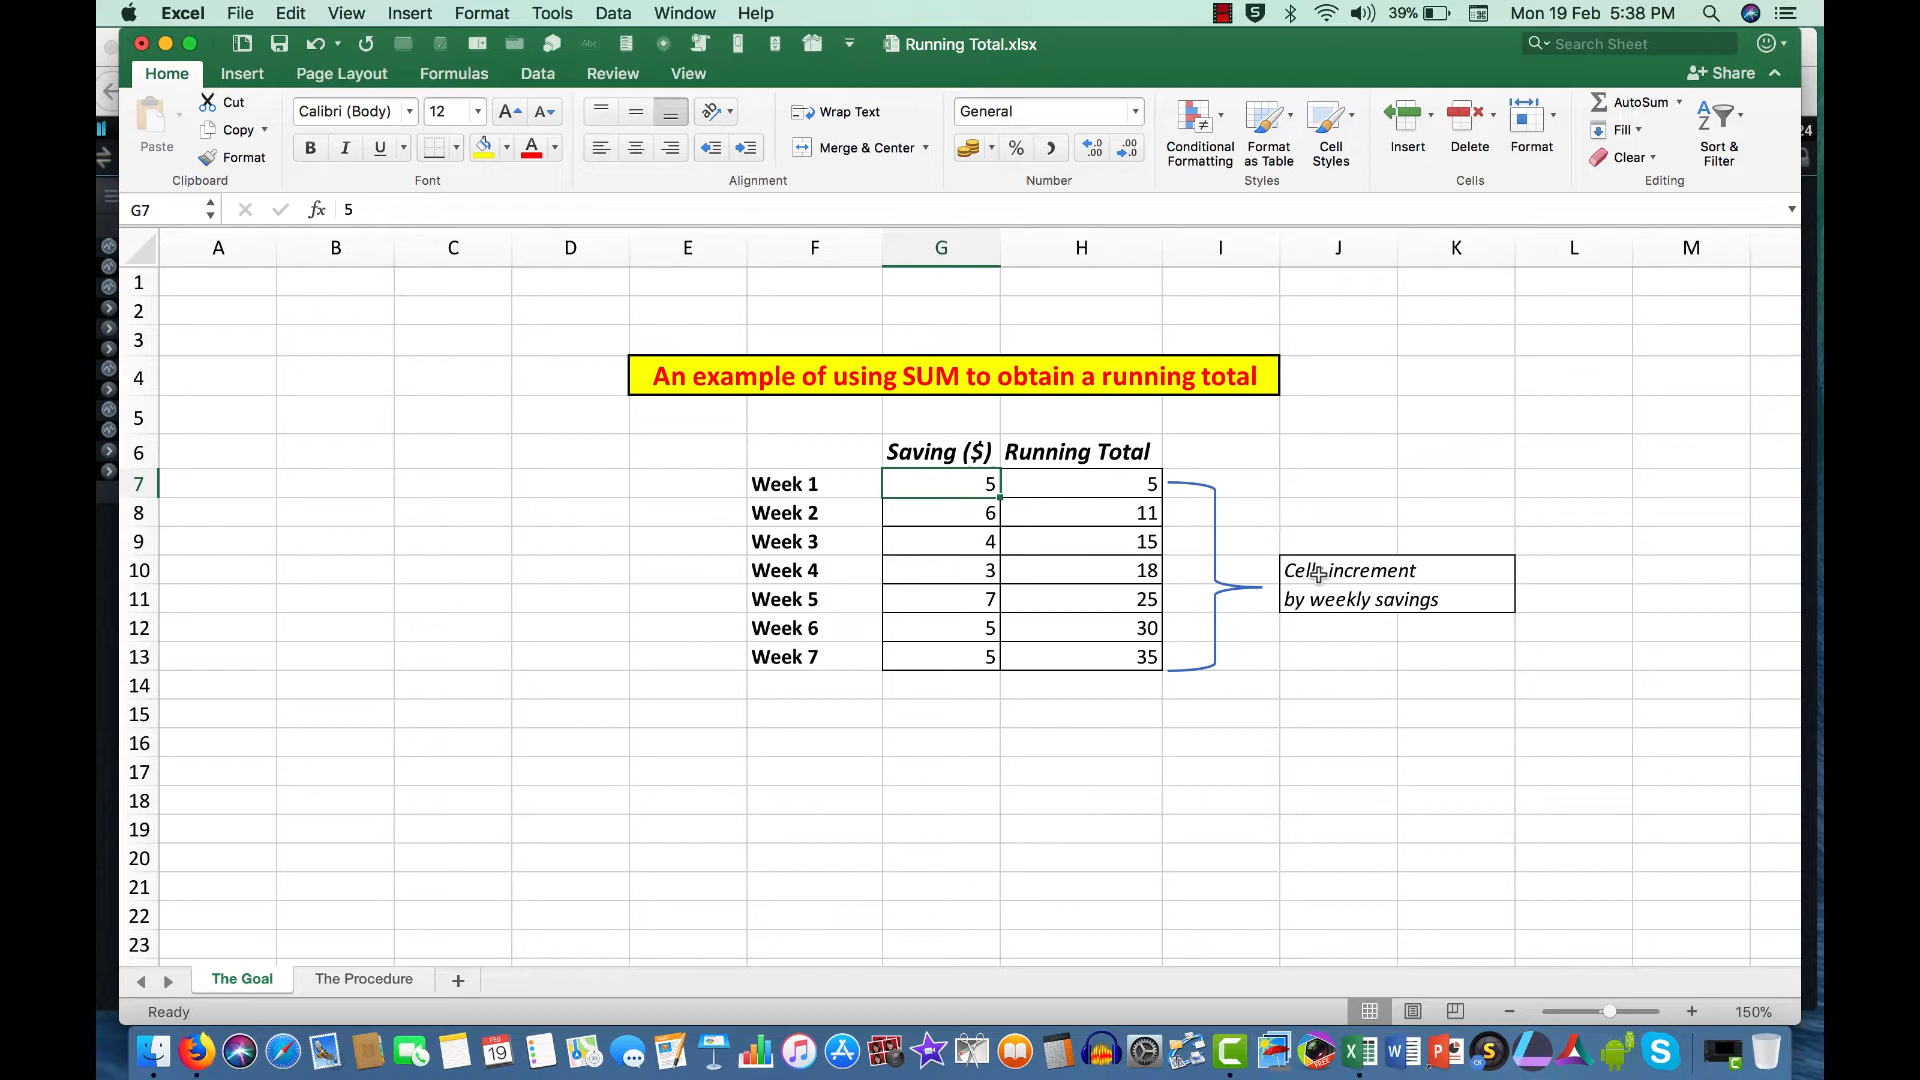 Excel File Edit View Insert Format Tools Data Window Help 39% Mon 19 Feb 5:38 PM
Running Total.xlsx Search Sheet
Home Insert Page Layout Formulas Data Review View Share
Cut Calibri (Body) 12 Wrap Text General AutoSum
Copy Fill
Paste Format Merge & Center Conditional Formatting Format as Table Cell Styles Insert Delete Format Clear Sort & Filter
Clipboard Font Alignment Number Styles Cells Editing
G7 fx 5
A B C D E F G H I J K L M
1
2
3
4 An example of using SUM to obtain a running total
5
6 Saving ($) Running Total
7 Week 1 5 5
8 Week 2 6 11
9 Week 3 4 15
10 Week 4 3 18 Cells increment
11 Week 5 7 25 by weekly savings
12 Week 6 5 30
13 Week 7 5 35
14
15
16
17
18
19
20
21
22
23
The Goal The Procedure
Ready 150%